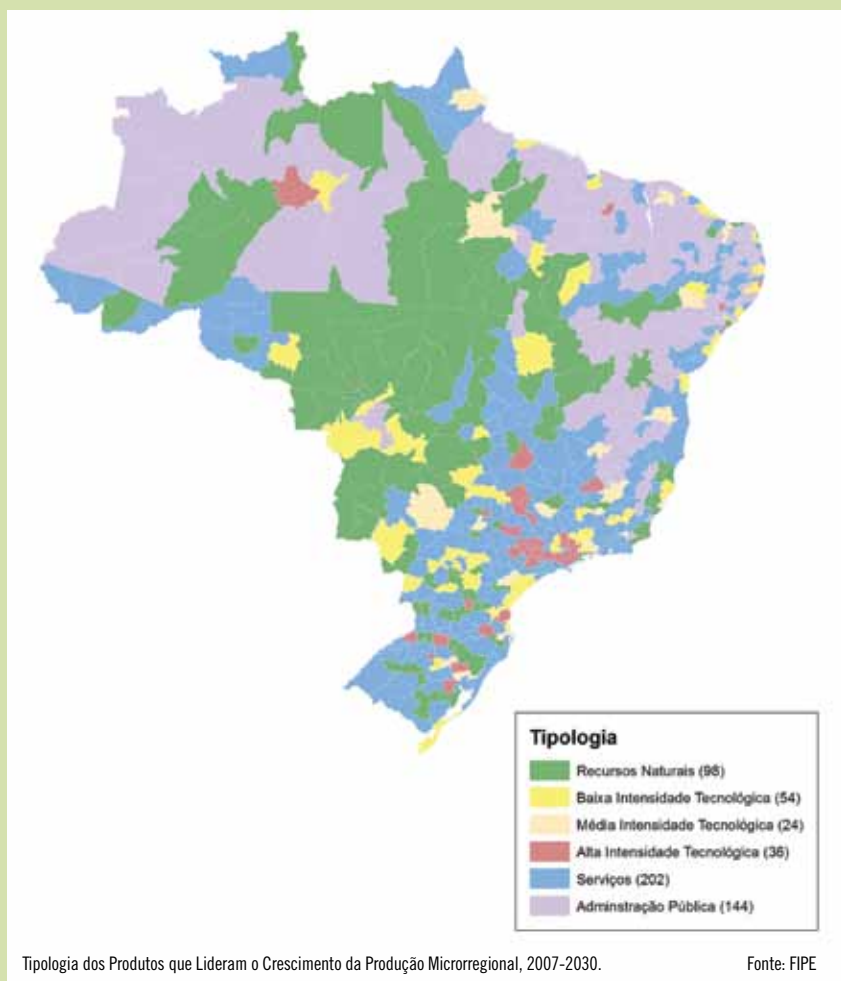 Tipologia
Recursos Naturais (98)
Baixa Intensidade Tecnológica (54)
Média Intensidade Tecnológica (24)
Alta Intensidade Tecnológica (36)
Serviços (202)
Adminstração Pública (144)
Tipologia dos Produtos que Lideram o Crescimento da Produção Microrregional, 2007-2030. Fonte: FIPE